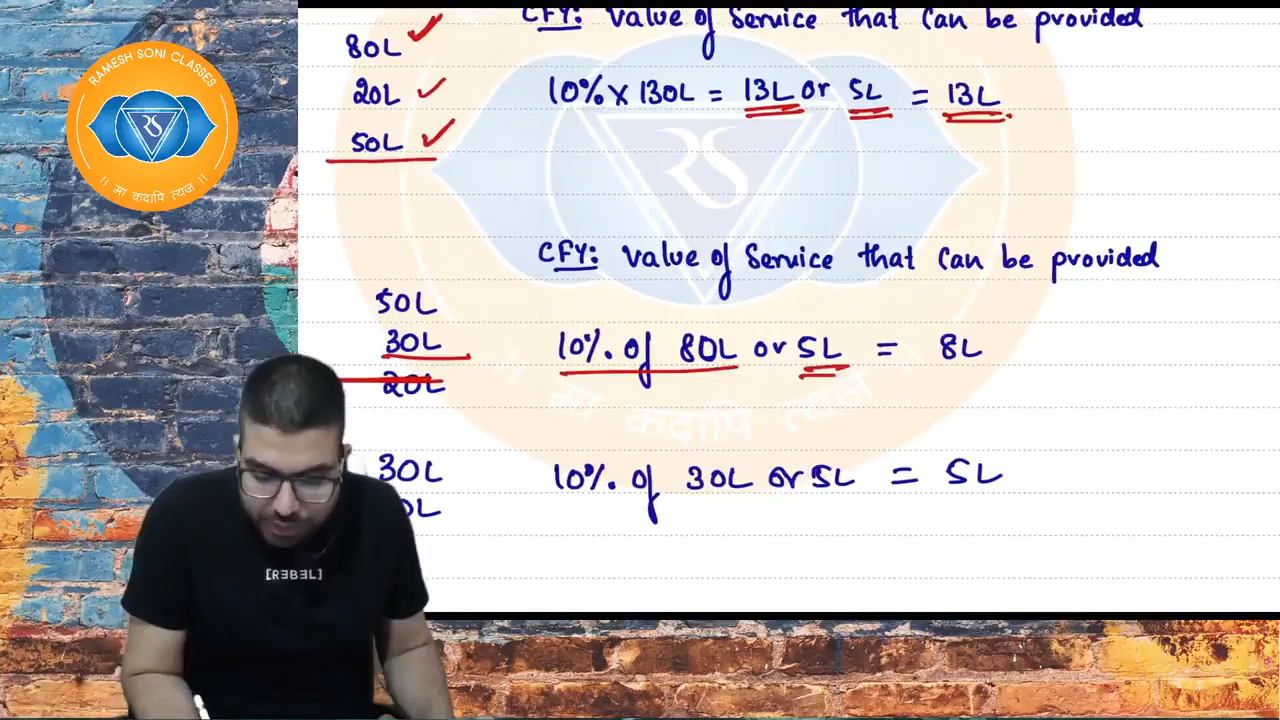 RAMESH SONI CLASSES
RS
॥ मा कदापि त्यज ॥
CFY: Value of Service that Can be provided
80L
20L
10% X 130L = 13L or 5L = 13L
50L
CFY: Value of Service that Can be provided
50L
30L
10% of 80L or 5L = 8L
20L
॥ मा कदापि त्यज ॥
30L
10% of 30L or 5L = 5L
[REBEL]